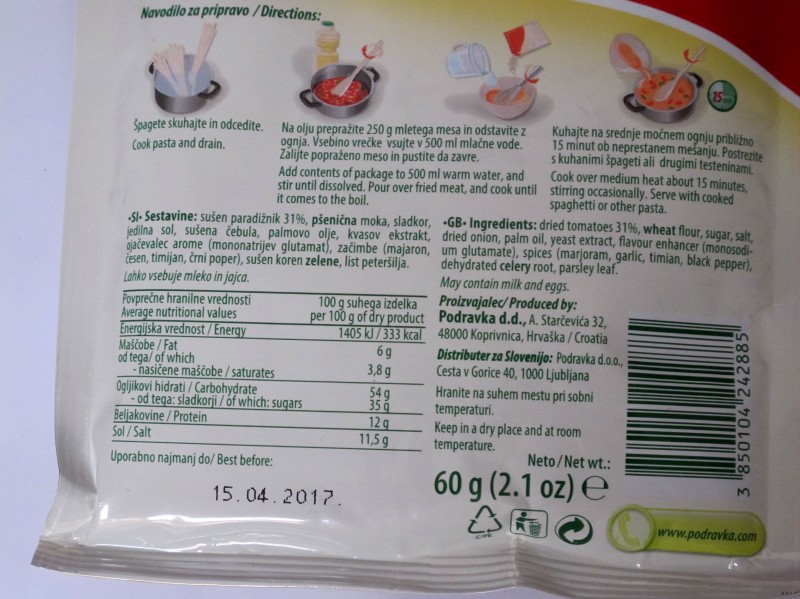 Navodilo za pripravo / Directions:
15 min
Špagete skuhajte in odcedite.
Cook pasta and drain.
Na olju prepražite 250 g mletega mesa in odstavite z
ognja. Vsebino vrečke vsujte v 500 ml mlačne vode.
Zalijte popraženo meso in pustite da zavre.
Add contents of package to 500 ml warm water, and
stir until dissolved. Pour over fried meat, and cook until
it comes to the boil.
Kuhajte na srednje močnem ognju približno
15 minut ob neprestanem mešanju. Postrezite
s kuhanimi špageti ali drugimi testeninami.
Cook over medium heat about 15 minutes,
stirring occasionally. Serve with cooked
spaghetti or other pasta.
•SI• Sestavine: sušen paradižnik 31%, pšenična moka, sladkor,
jedilna sol, sušena čebula, palmovo olje, kvasov ekstrakt,
ojačevalec arome (mononatrijev glutamat), začimbe (majaron,
česen, timijan, črni poper), sušen koren zelene, list peteršilja.
Lahko vsebuje mleko in jajca.
Povprečne hranilne vrednosti
Average nutritional values
100 g suhega izdelka
per 100 g of dry product
Energijska vrednost / Energy 1405 kJ / 333 kcal
Maščobe / Fat 6 g
od tega/ of which
- nasičene maščobe / saturates 3,8 g
Ogljikovi hidrati / Carbohydrate 54 g
- od tega: sladkorji / of which: sugars 35 g
Beljakovine / Protein 12 g
Sol / Salt 11,5 g
Uporabno najmanj do/ Best before:
15.04.2017.
•GB• Ingredients: dried tomatoes 31%, wheat flour, sugar, salt,
dried onion, palm oil, yeast extract, flavour enhancer (monosodi-
um glutamate), spices (marjoram, garlic, timian, black pepper),
dehydrated celery root, parsley leaf.
May contain milk and eggs.
Proizvajalec/ Produced by:
Podravka d.d., A. Starčevića 32,
48000 Koprivnica, Hrvaška / Croatia
Distributer za Slovenijo: Podravka d.o.o.,
Cesta v Gorice 40, 1000 Ljubljana
Hranite na suhem mestu pri sobni
temperaturi.
Keep in a dry place and at room
temperature.
Neto / Net wt.:
60 g (2.1 oz) e
C/PE
3 850104 242885
www.podravka.com